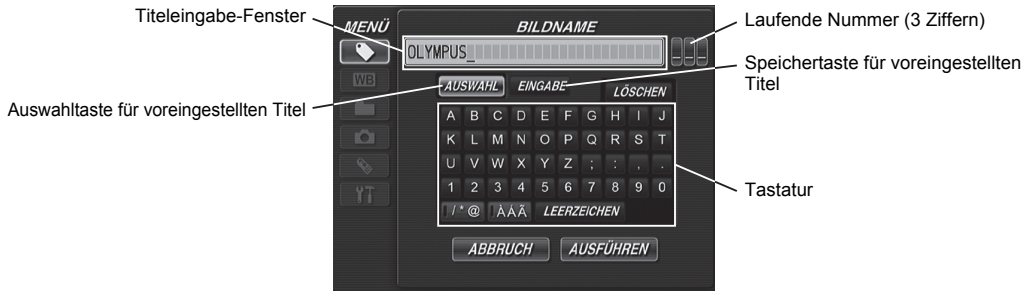 Titeleingabe-Fenster
Laufende Nummer (3 Ziffern)
Speichertaste für voreingestellten
Titel
Auswahltaste für voreingestellten Titel
Tastatur
MENÜ
BILDNAME
OLYMPUS_
_ _ _
WB
AUSWAHL EINGABE LÖSCHEN
A B C D E F G H I J
K L M N O P Q R S T
U V W X Y Z ; : , .
1 2 3 4 5 6 7 8 9 0
! / * @ ! À Á Ã LEERZEICHEN
ABBRUCH AUSFÜHREN